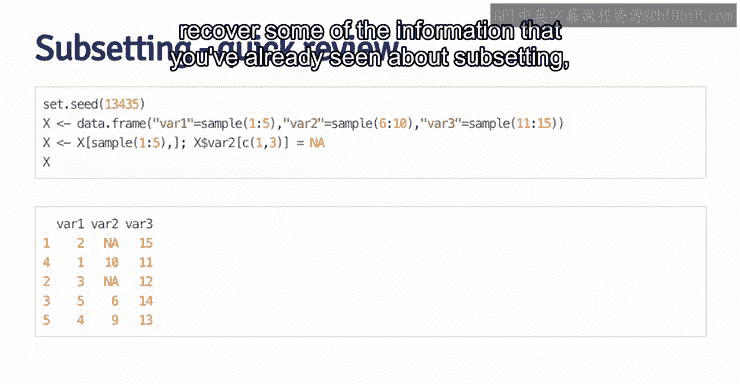 recover some of the information that
you've already seen about subsetting,
Subsetting - quick review
set.seed(13435)
X <- data.frame("var1"=sample(1:5),"var2"=sample(6:10),"var3"=sample(11:15))
X <- X[sample(1:5),]; X$var2[c(1,3)] = NA
X
var1 var2 var3
1 2 NA 15
4 1 10 11
2 3 NA 12
3 5 6 14
5 4 9 13